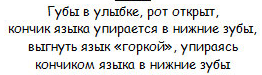 Губы в улыбке, рот открыт,
кончик языка упирается в нижние зубы,
выгнуть язык «горкой», упираясь
кончиком языка в нижние зубы